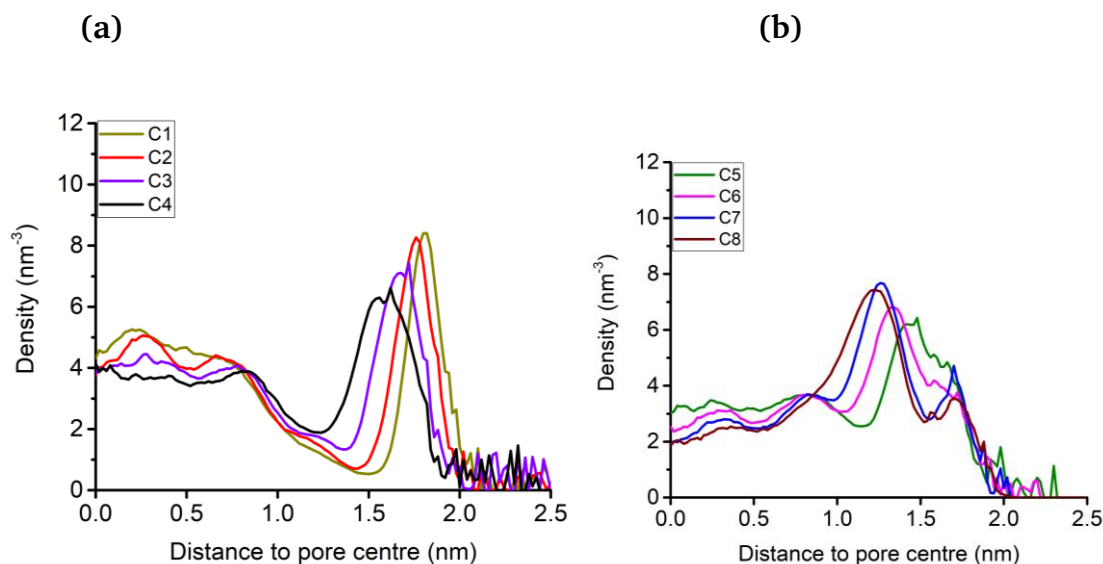 (a)
(b)
12
10
8
6
4
2
0
Density (nm⁻³)
C1
C2
C3
C4
0.0 0.5 1.0 1.5 2.0 2.5
Distance to pore centre (nm)
12
10
8
6
4
2
0
Density (nm⁻³)
C5
C6
C7
C8
0.0 0.5 1.0 1.5 2.0 2.5
Distance to pore centre (nm)